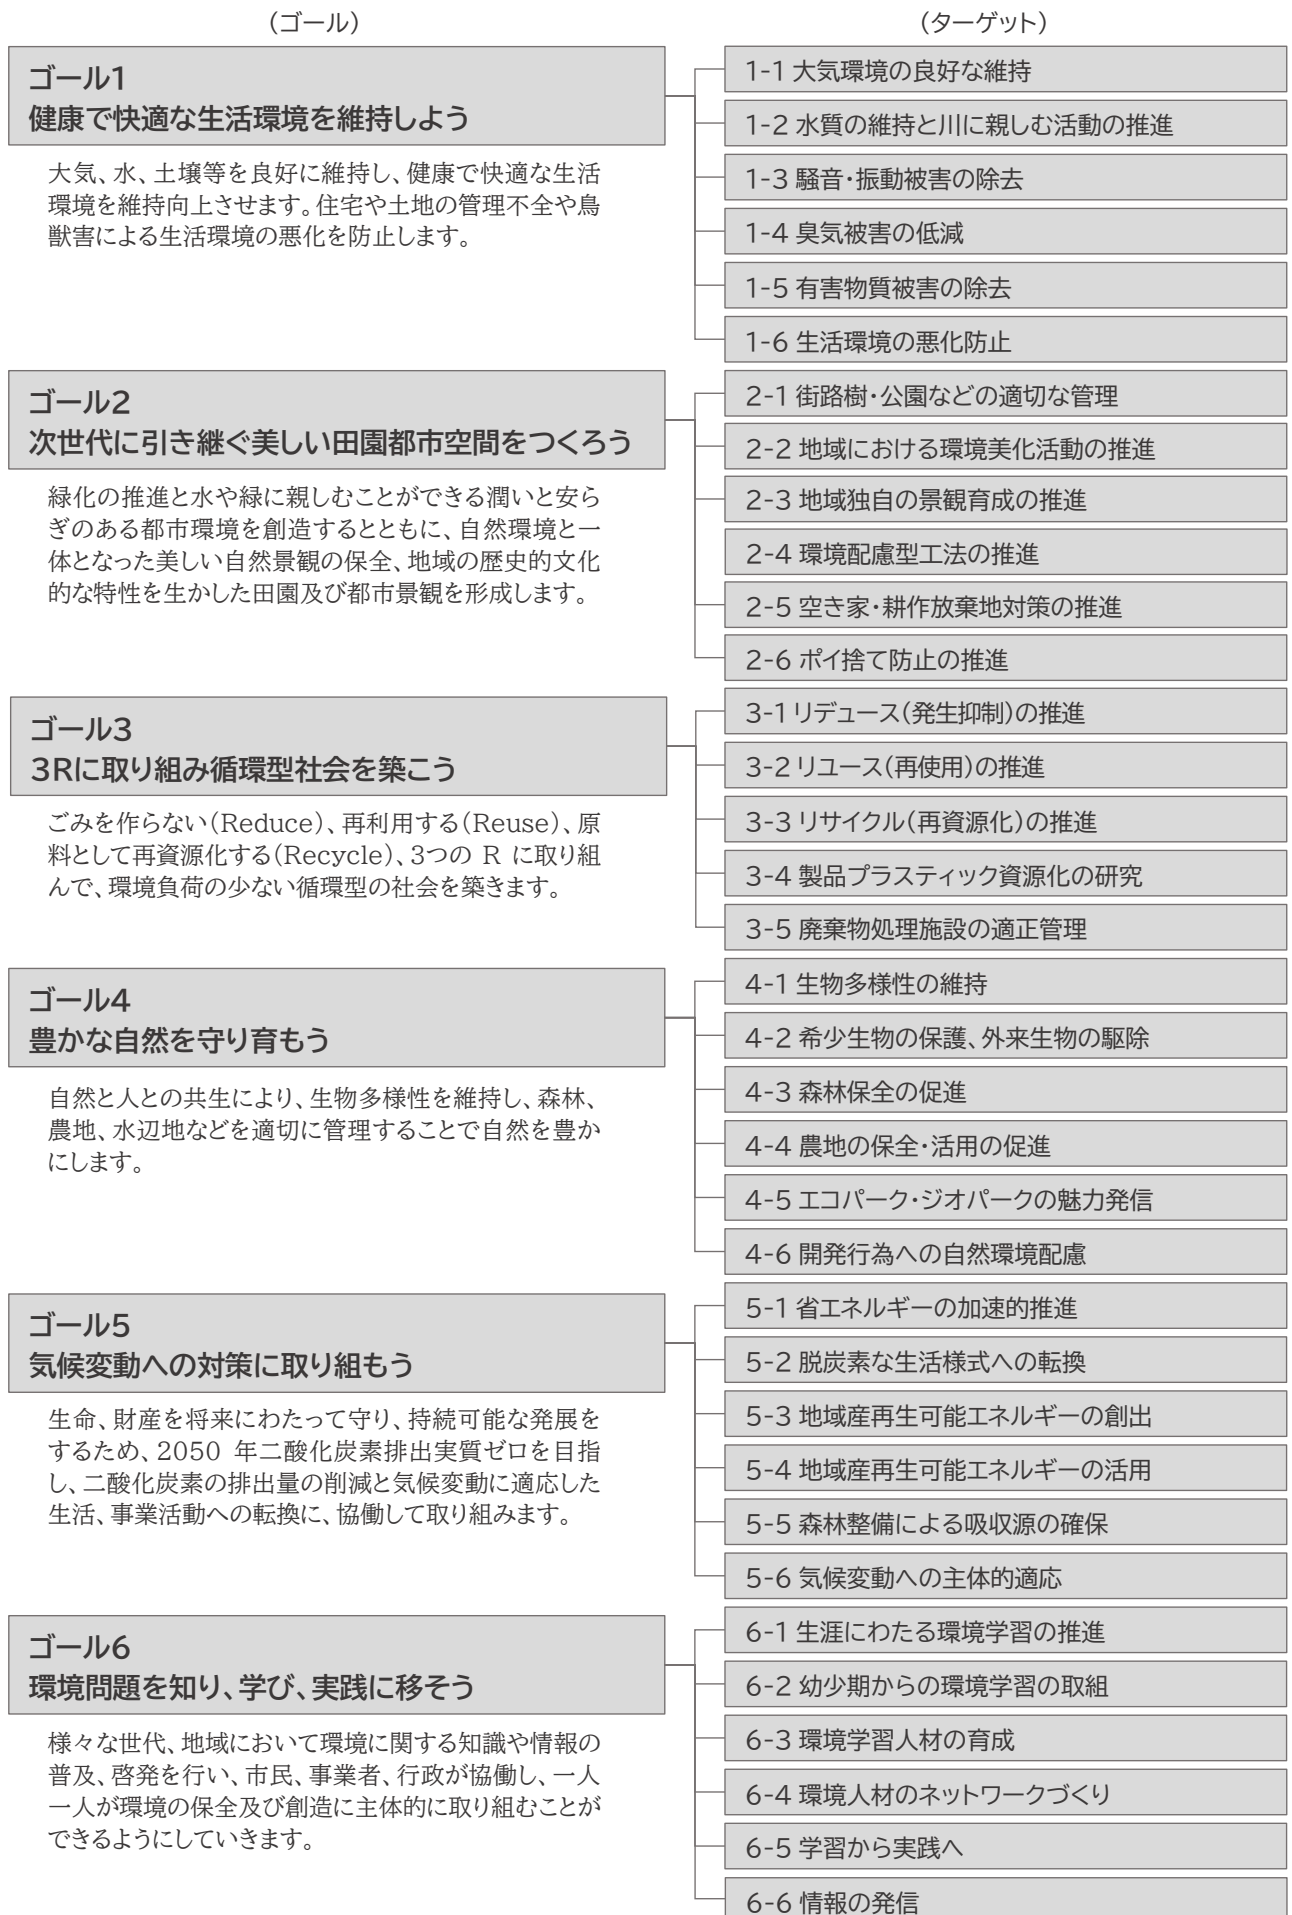 (ゴール)
(ターゲット)
ゴール1
健康で快適な生活環境を維持しよう
大気、水、土壌等を良好に維持し、健康で快適な生活
環境を維持向上させます。住宅や土地の管理不全や鳥
獣害による生活環境の悪化を防止します。
1-1 大気環境の良好な維持
1-2 水質の維持と川に親しむ活動の推進
1-3 騒音・振動被害の除去
1-4 臭気被害の低減
1-5 有害物質被害の除去
1-6 生活環境の悪化防止
ゴール2
次世代に引き継ぐ美しい田園都市空間をつくろう
緑化の推進と水や緑に親しむことができる潤いと安ら
ぎのある都市環境を創造するとともに、自然環境と一
体となった美しい自然景観の保全、地域の歴史的文化
的な特性を生かした田園及び都市景観を形成します。
2-1 街路樹・公園などの適切な管理
2-2 地域における環境美化活動の推進
2-3 地域独自の景観育成の推進
2-4 環境配慮型工法の推進
2-5 空き家・耕作放棄地対策の推進
2-6 ポイ捨て防止の推進
ゴール3
3Rに取り組み循環型社会を築こう
ごみを作らない(Reduce)、再利用する(Reuse)、原
料として再資源化する(Recycle)、3つの R に取り組
んで、環境負荷の少ない循環型の社会を築きます。
3-1 リデュース(発生抑制)の推進
3-2 リユース(再使用)の推進
3-3 リサイクル(再資源化)の推進
3-4 製品プラスティック資源化の研究
3-5 廃棄物処理施設の適正管理
ゴール4
豊かな自然を守り育もう
自然と人との共生により、生物多様性を維持し、森林、
農地、水辺地などを適切に管理することで自然を豊か
にします。
4-1 生物多様性の維持
4-2 希少生物の保護、外来生物の駆除
4-3 森林保全の促進
4-4 農地の保全・活用の促進
4-5 エコパーク・ジオパークの魅力発信
4-6 開発行為への自然環境配慮
ゴール5
気候変動への対策に取り組もう
生命、財産を将来にわたって守り、持続可能な発展を
するため、2050 年二酸化炭素排出実質ゼロを目指
し、二酸化炭素の排出量の削減と気候変動に適応した
生活、事業活動への転換に、協働して取り組みます。
5-1 省エネルギーの加速的推進
5-2 脱炭素な生活様式への転換
5-3 地域産再生可能エネルギーの創出
5-4 地域産再生可能エネルギーの活用
5-5 森林整備による吸収源の確保
5-6 気候変動への主体的適応
ゴール6
環境問題を知り、学び、実践に移そう
様々な世代、地域において環境に関する知識や情報の
普及、啓発を行い、市民、事業者、行政が協働し、一人
一人が環境の保全及び創造に主体的に取り組むことが
できるようにしていきます。
6-1 生涯にわたる環境学習の推進
6-2 幼少期からの環境学習の取組
6-3 環境学習人材の育成
6-4 環境人材のネットワークづくり
6-5 学習から実践へ
6-6 情報の発信